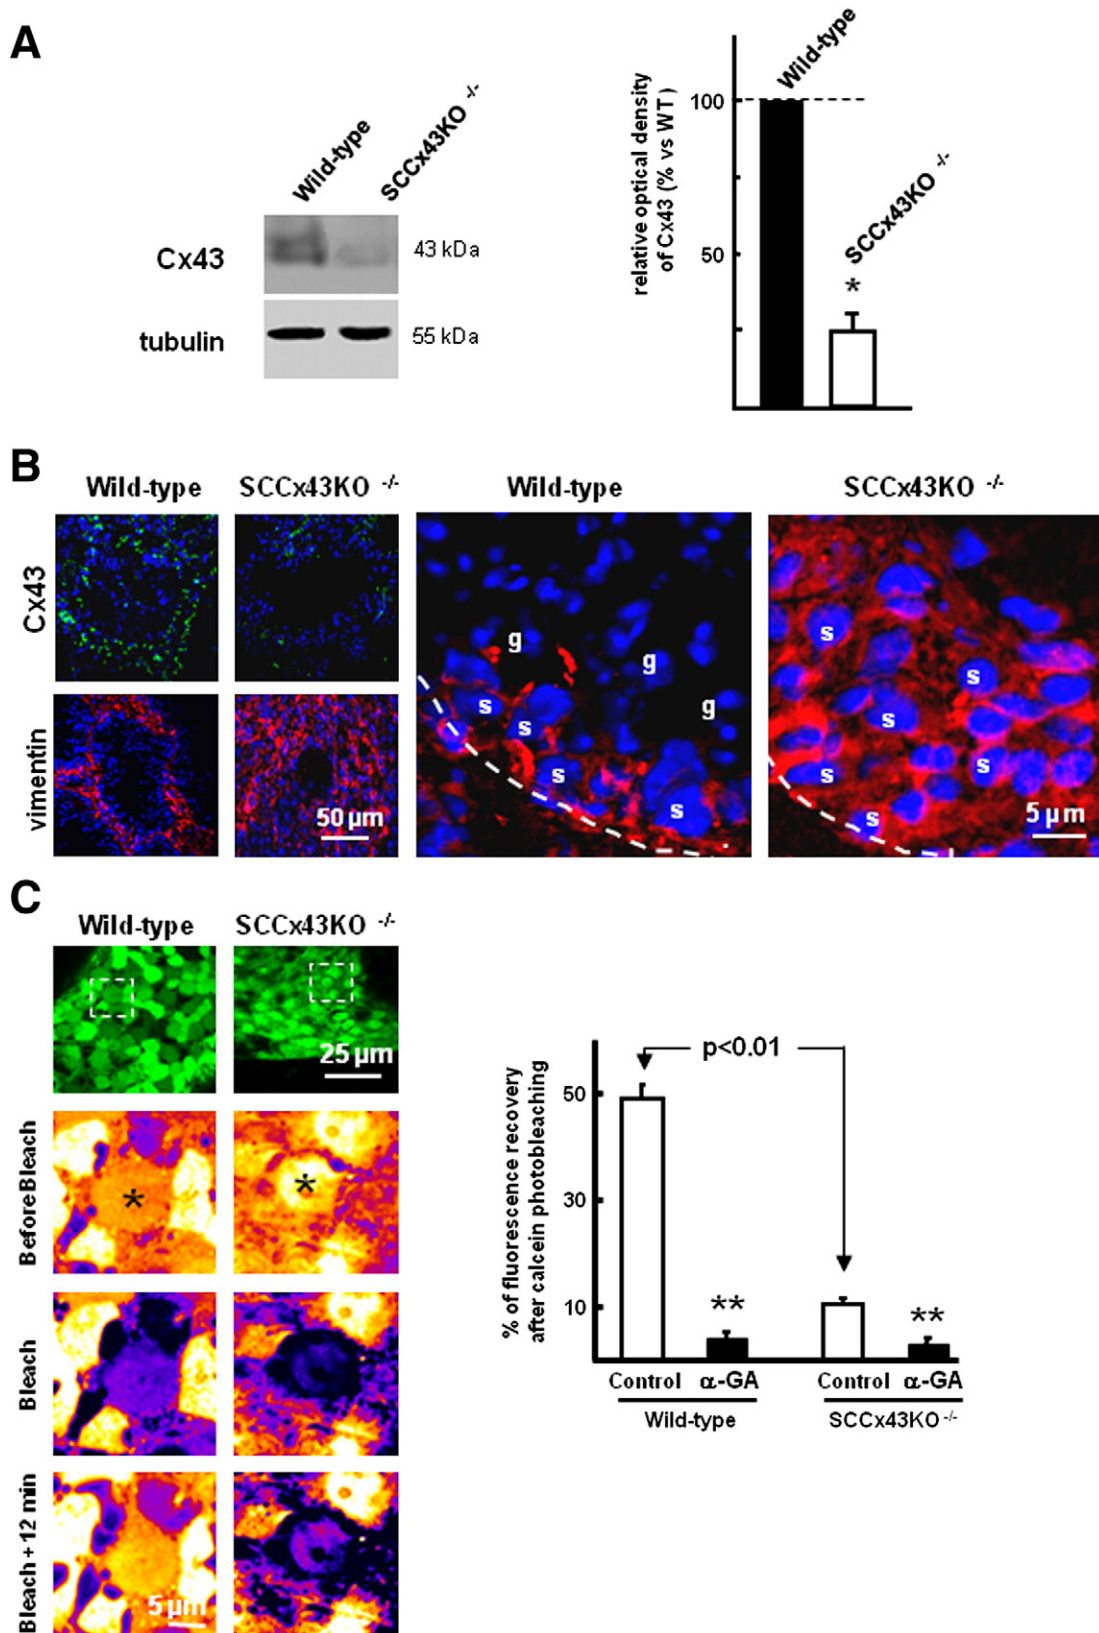 A
Wild-type
SCCx43KO -/-
Cx43
43 kDa
tubulin
55 kDa
relative optical density
of Cx43 (% vs WT)
100
50
Wild-type
SCCx43KO -/-
*
B
Wild-type
SCCx43KO -/-
Wild-type
SCCx43KO -/-
Cx43
vimentin
50 µm
g
g
g
s
s
s
s
s
s
s
s
s
s
5 µm
C
Wild-type
SCCx43KO -/-
25 µm
Before Bleach
*
*
Bleach
Bleach + 12 min
5 µm
% of fluorescence recovery
after calcein photobleaching
50
30
10
p<0.01
**
**
Control α-GA Control α-GA
Wild-type SCCx43KO -/-